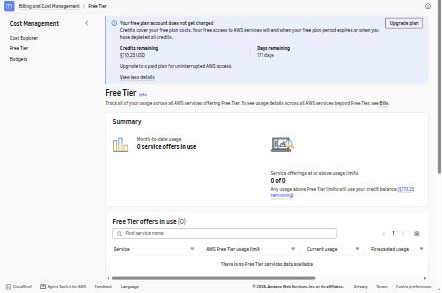 Billing and Cost Management / Free Tier
Cost Management
Cost Explorer
Free Tier
Budgets
Your free plan account does not get charged
Credits cover your free plan costs. Your free access to AWS services will end when your free plan period expires or when you have depleted all credits.
Upgrade plan
Credits remaining
$110.23 USD
Days remaining
171 days
Upgrade to a paid plan for uninterrupted AWS access.
View less details
Free Tier Info
Track all of your usage across all AWS services offering Free Tier. To see usage details across all AWS services beyond Free Tier, see Bills.
Summary
Month-to-date usage
0 service offers in use
Service offerings at or above usage limits
0 of 0
Any usage above Free Tier limits will use your credit balance ($110.23
remaining)
Free Tier offers in use (0)
Find service name
1
Service
AWS Free Tier usage limit
Current usage
Forecasted usage
There is no Free Tier services data available
CloudShell
Agent Toolkit for AWS
Feedback
Language
© 2026, Amazon Web Services, Inc. or its affiliates.
Privacy
Terms
Cookie preferences